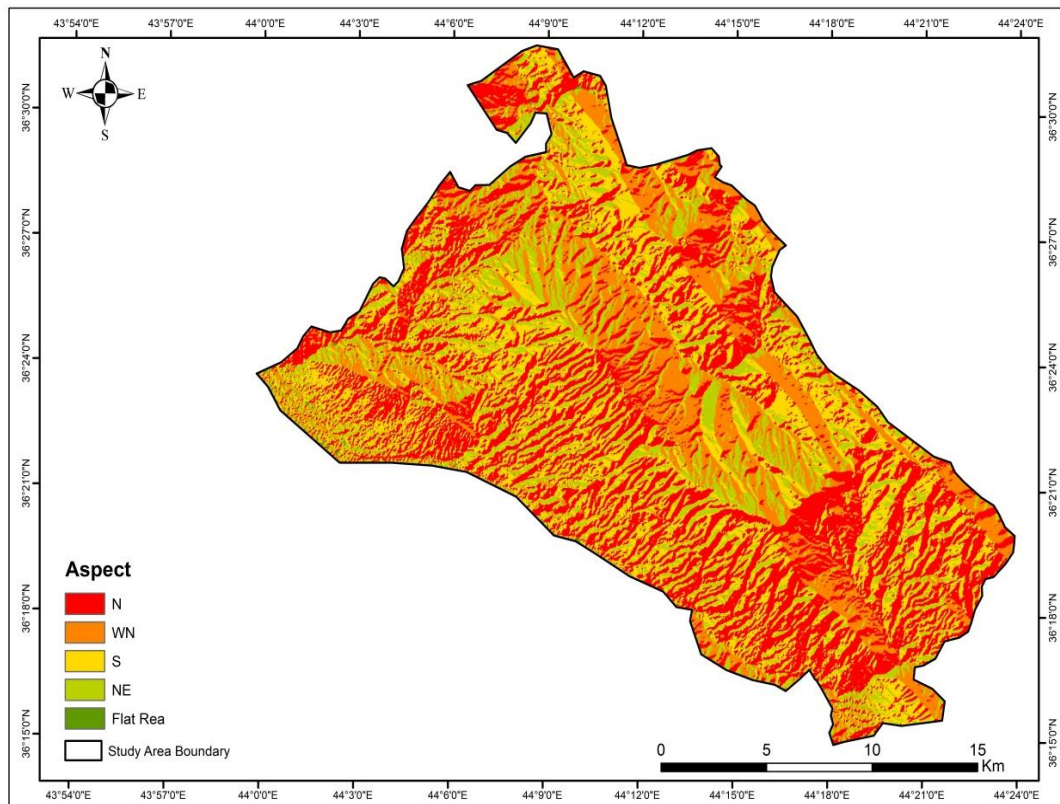 43°54'0"E 43°57'0"E 44°0'0"E 44°3'0"E 44°6'0"E 44°9'0"E 44°12'0"E 44°15'0"E 44°18'0"E 44°21'0"E 44°24'0"E
N
W E
S
36°30'0"N
36°27'0"N
36°24'0"N
36°21'0"N
36°18'0"N
36°15'0"N
36°30'0"N
36°27'0"N
36°24'0"N
36°21'0"N
36°18'0"N
36°15'0"N
Aspect
N
WN
S
NE
Flat Rea
Study Area Boundary
0 5 10 15
Km
43°54'0"E 43°57'0"E 44°0'0"E 44°3'0"E 44°6'0"E 44°9'0"E 44°12'0"E 44°15'0"E 44°18'0"E 44°21'0"E 44°24'0"E